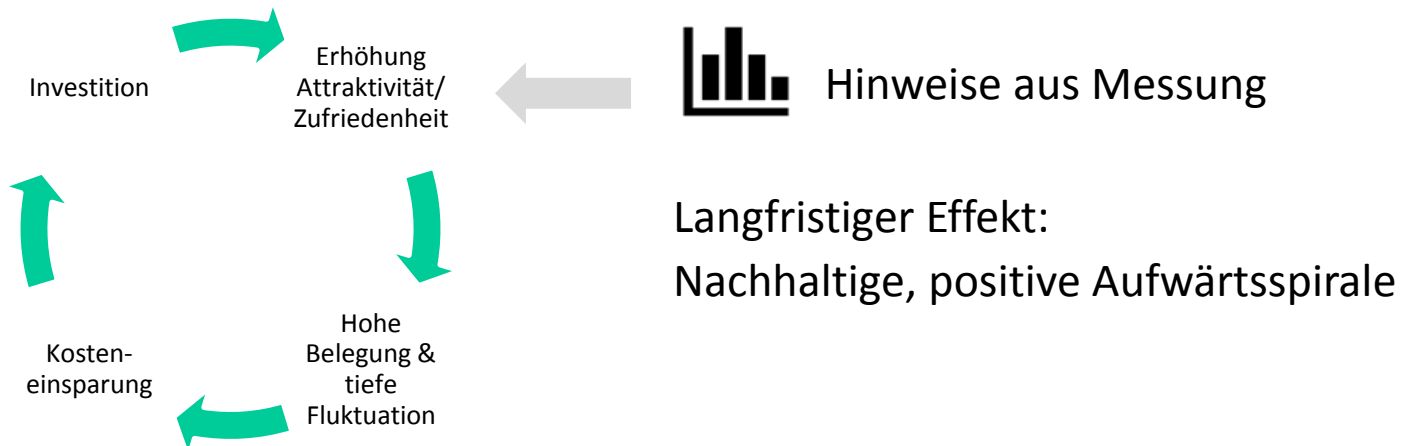 Investition
Erhöhung
Attraktivität/
Zufriedenheit
Hinweise aus Messung
Langfristiger Effekt:
Nachhaltige, positive Aufwärtsspirale
Hohe
Belegung &
tiefe
Fluktuation
Kosten-
einsparung